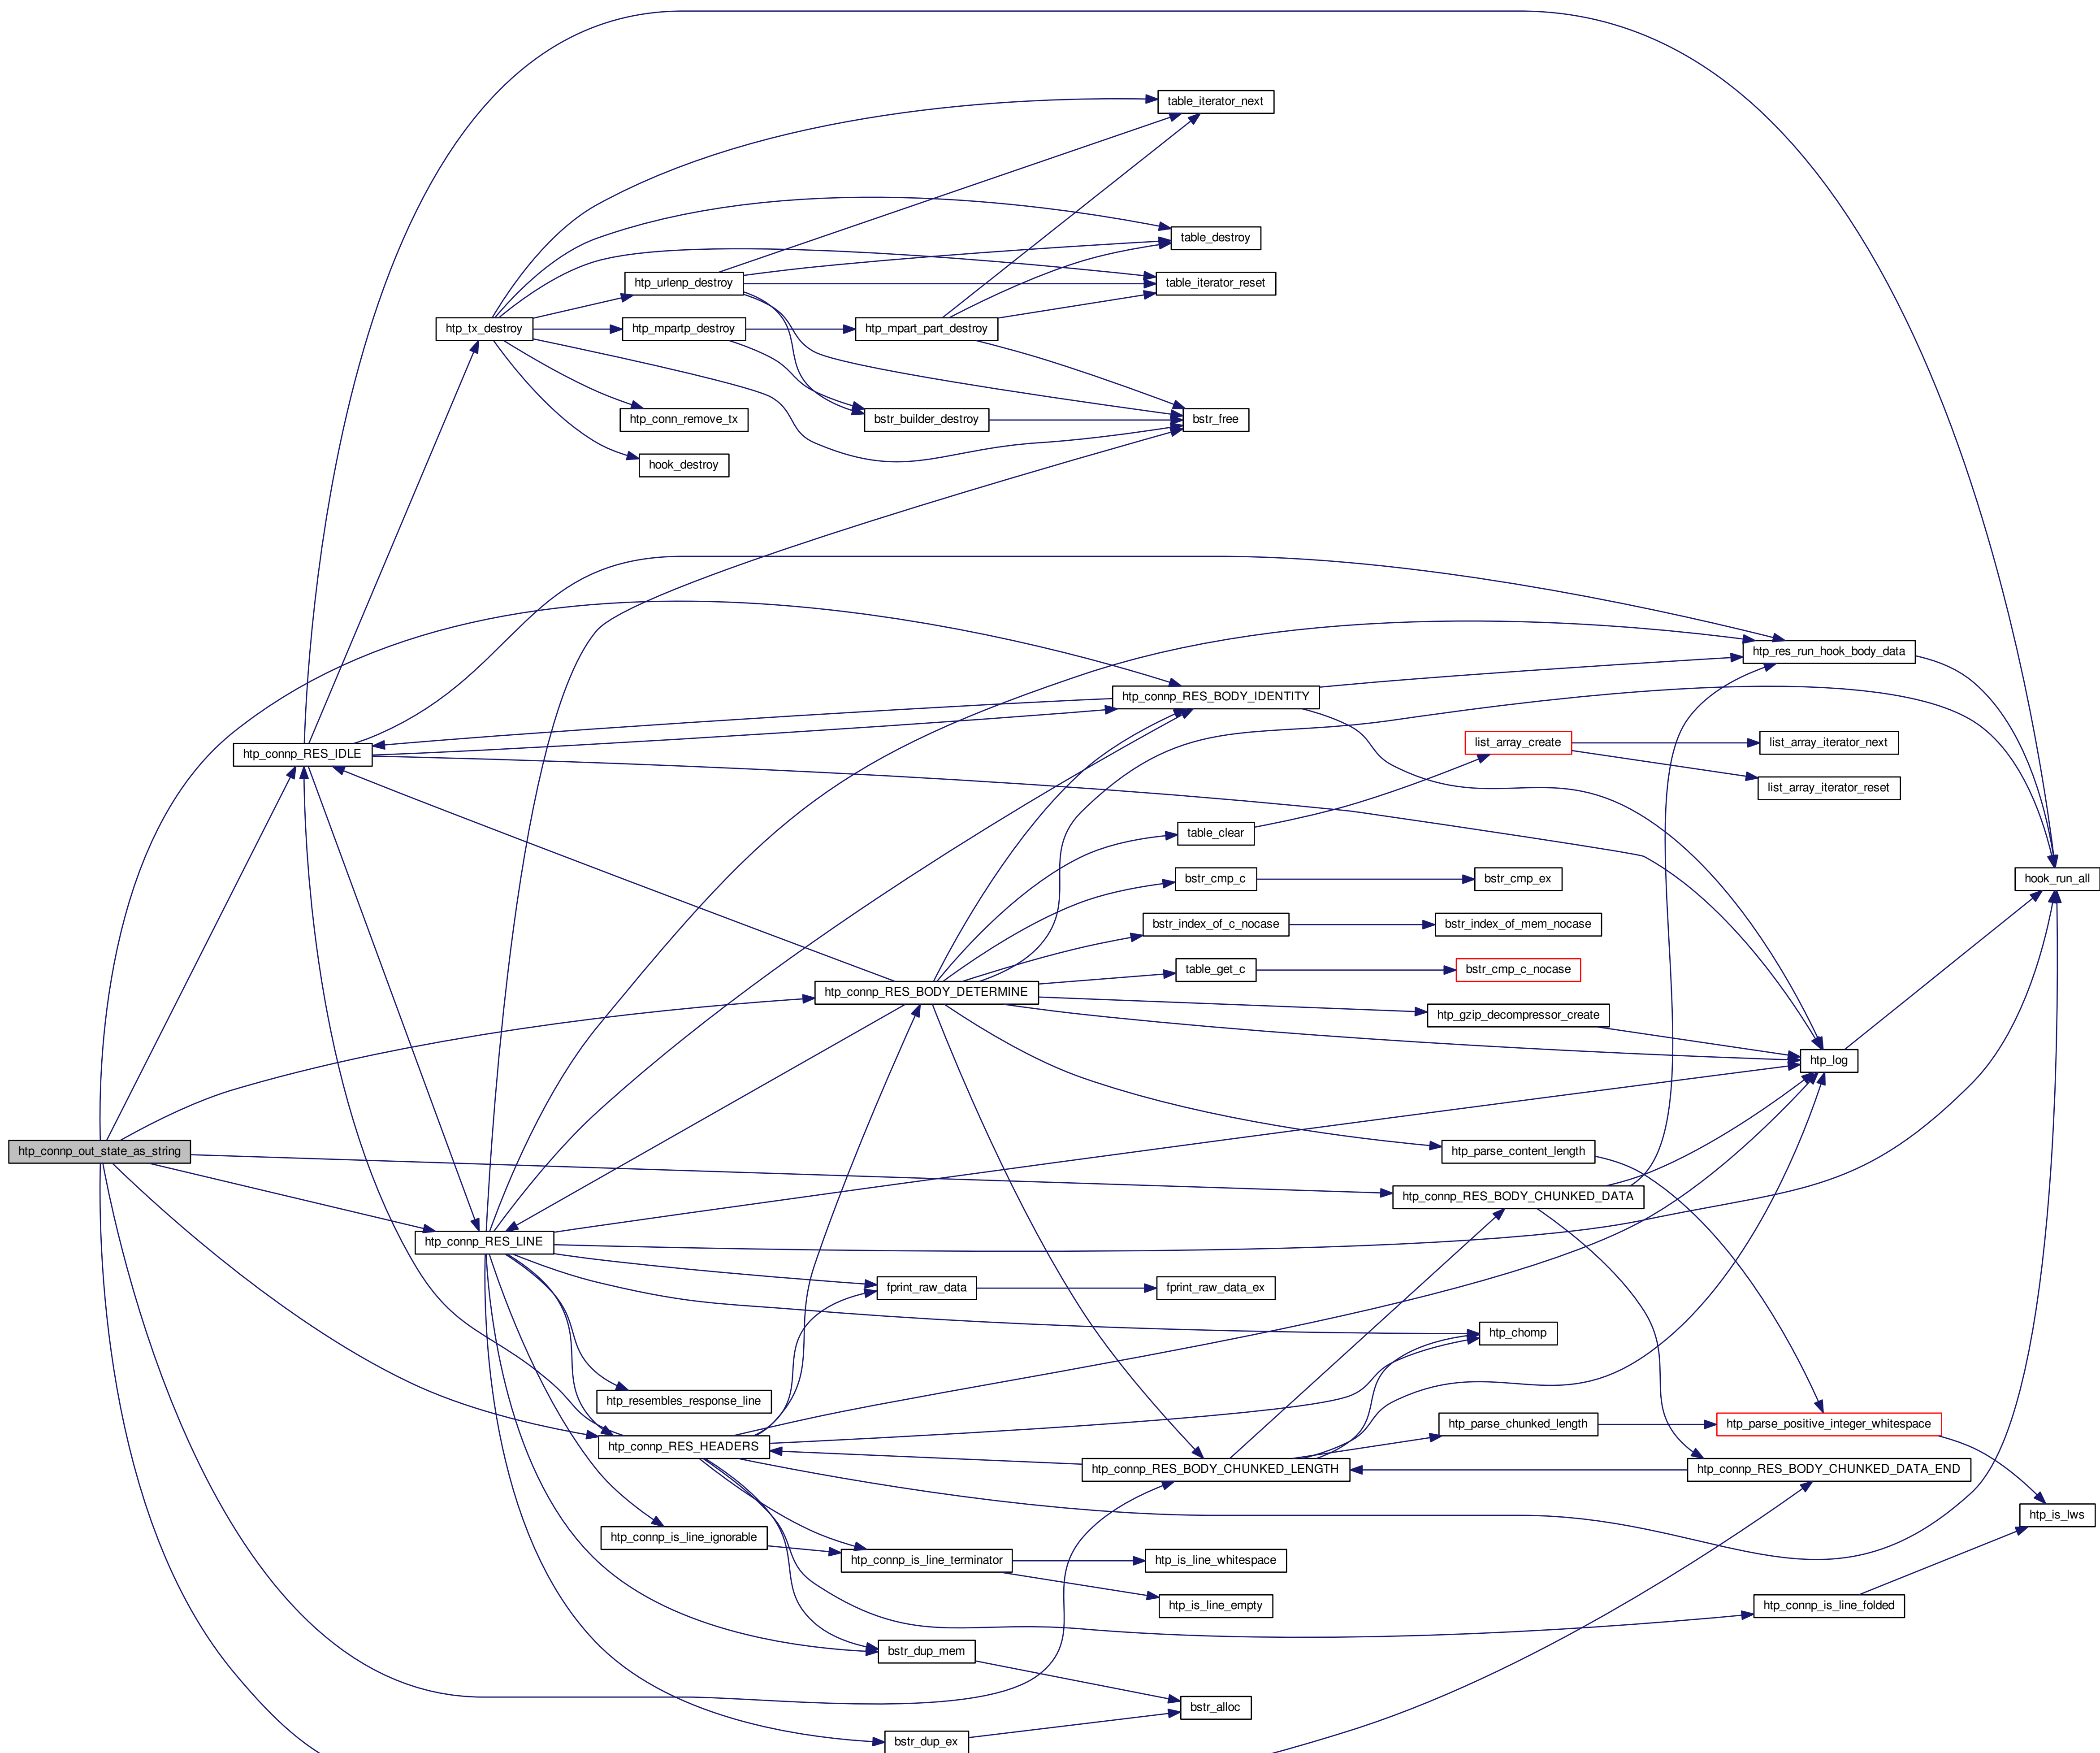 table_iterator_next
table_destroy
htp_urlenp_destroy
table_iterator_reset
htp_tx_destroy
htp_mpartp_destroy
htp_mpart_part_destroy
htp_conn_remove_tx
bstr_builder_destroy
bstr_free
hook_destroy
htp_res_run_hook_body_data
htp_connp_RES_BODY_IDENTITY
htp_connp_RES_IDLE
list_array_create
list_array_iterator_next
list_array_iterator_reset
table_clear
bstr_cmp_c
bstr_cmp_ex
hook_run_all
bstr_index_of_c_nocase
bstr_index_of_mem_nocase
table_get_c
bstr_cmp_c_nocase
htp_connp_RES_BODY_DETERMINE
htp_gzip_decompressor_create
htp_log
htp_connp_out_state_as_string
htp_parse_content_length
htp_connp_RES_BODY_CHUNKED_DATA
htp_connp_RES_LINE
fprint_raw_data
fprint_raw_data_ex
htp_chomp
htp_resembles_response_line
htp_parse_chunked_length
htp_parse_positive_integer_whitespace
htp_connp_RES_HEADERS
htp_connp_RES_BODY_CHUNKED_LENGTH
htp_connp_RES_BODY_CHUNKED_DATA_END
htp_is_lws
htp_connp_is_line_ignorable
htp_connp_is_line_terminator
htp_is_line_whitespace
htp_is_line_empty
htp_connp_is_line_folded
bstr_dup_mem
bstr_alloc
bstr_dup_ex